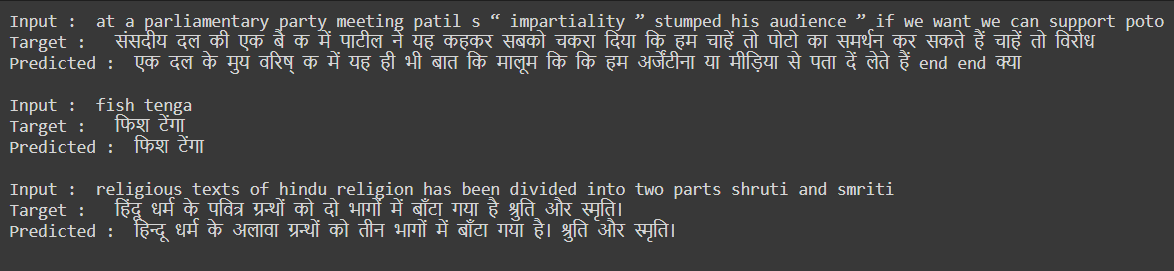 Input :  at a parliamentary party meeting patil s “ impartiality ” stumped his audience ” if we want we can support poto
Target :   संसदीय दल की एक बै क में पाटील ने यह कहकर सबको चकरा दिया कि हम चाहें तो पोटो का समर्थन कर सकते हैं चाहें तो विरोध
Predicted :  एक दल के मुय वरिष् क में यह ही भी बात कि मालूम कि कि हम अर्जेंटीना या मीड़िया से पता दें लेते हैं end end क्या
Input :  fish tenga
Target :   फिश टेंगा
Predicted :  फिश टेंगा
Input :  religious texts of hindu religion has been divided into two parts shruti and smriti
Target :   हिंदू धर्म के पवित्र ग्रन्थों को दो भागों में बाँटा गया है श्रुति और स्मृति।
Predicted :  हिन्दू धर्म के अलावा ग्रन्थों को तीन भागों में बाँटा गया है। श्रुति और स्मृति।